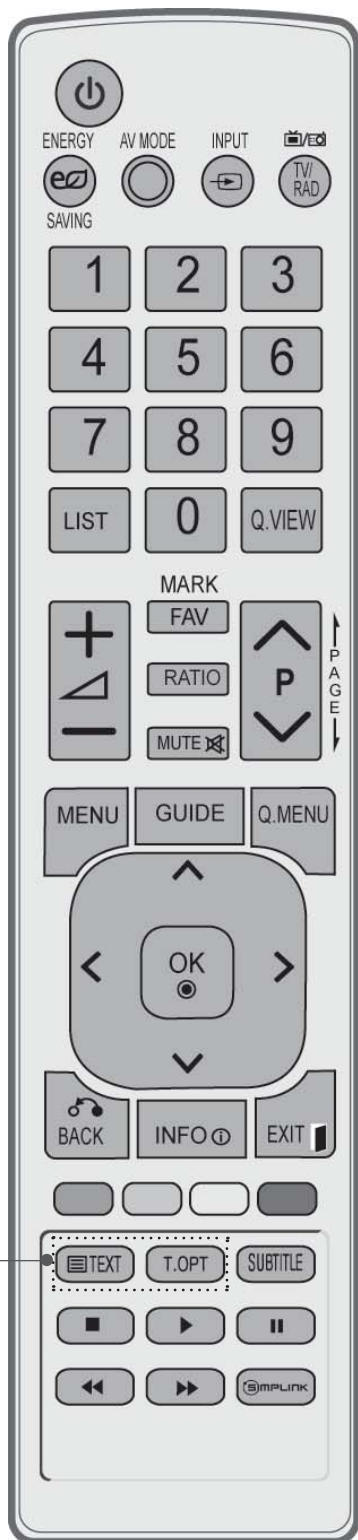 ENERGY AV MODE INPUT
TV/
RAD
SAVING
1 2 3
4 5 6
7 8 9
LIST 0 Q.VIEW
MARK
FAV
RATIO
P
PAGE
MUTE
MENU GUIDE Q.MENU
OK
BACK INFO EXIT
TEXT T.OPT SUBTITLE
SIMPLINK